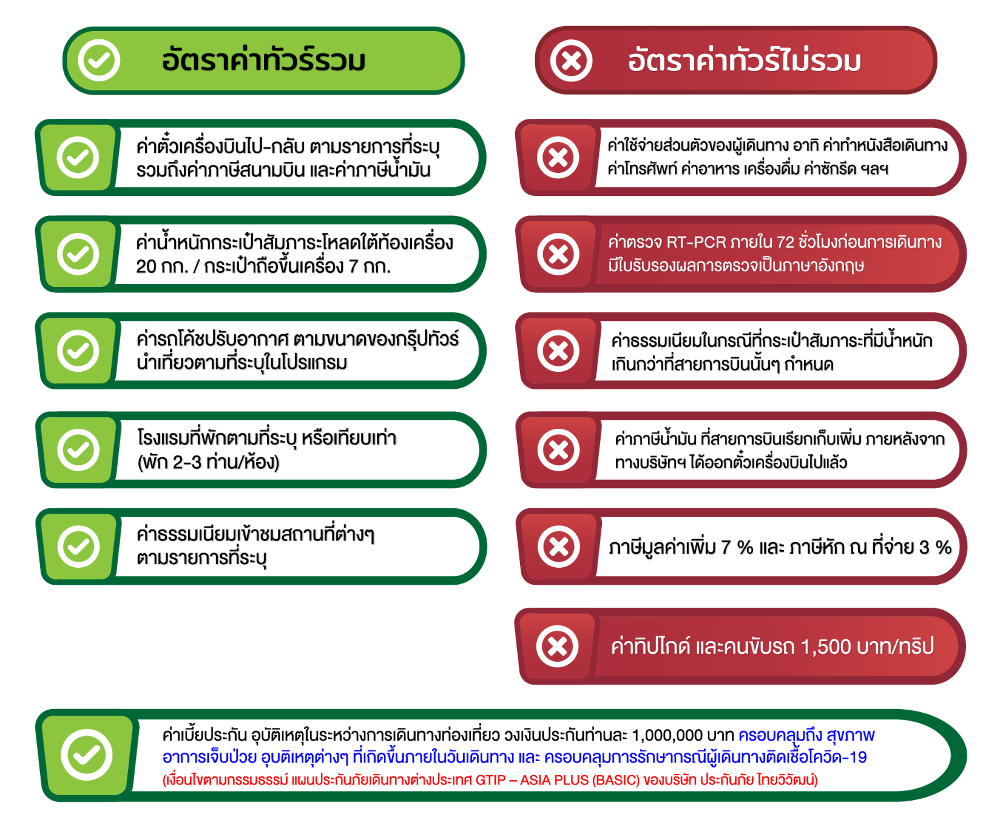 อัตราค่าทัวร์รวม
ค่าตั๋วเครื่องบินไป-กลับ ตามรายการที่ระบุ
รวมถึงค่าภาษีสนามบิน และค่าภาษีน้ำมัน
ค่าน้ำหนักกระเป๋าสัมภาระโหลดใต้ท้องเครื่อง
20 กก. / กระเป๋าถือขึ้นเครื่อง 7 กก.
ค่ารถโค้ชปรับอากาศ ตามขนาดของกรุ๊ปทัวร์
นำเที่ยวตามที่ระบุในโปรแกรม
โรงแรมที่พักตามที่ระบุ หรือเทียบเท่า
(พัก 2-3 ท่าน/ห้อง)
ค่าธรรมเนียมเข้าชมสถานที่ต่างๆ
ตามรายการที่ระบุ
อัตราค่าทัวร์ไม่รวม
ค่าใช้จ่ายส่วนตัวของผู้เดินทาง อาทิ ค่าทำหนังสือเดินทาง
ค่าโทรศัพท์ ค่าอาหาร เครื่องดื่ม ค่าซักรีด ฯลฯ
ค่าตรวจ RT-PCR ภายใน 72 ชั่วโมงก่อนการเดินทาง
มีใบรับรองผลการตรวจเป็นภาษาอังกฤษ
ค่าธรรมเนียมในกรณีที่กระเป๋าสัมภาระที่มีน้ำหนัก
เกินกว่าที่สายการบินนั้นๆ กำหนด
ค่าภาษีน้ำมัน ที่สายการบินเรียกเก็บเพิ่ม ภายหลังจาก
ทางบริษัทฯ ได้ออกตั๋วเครื่องบินไปแล้ว
ภาษีมูลค่าเพิ่ม 7 % และ ภาษีหัก ณ ที่จ่าย 3 %
ค่าทิปไกด์ และคนขับรถ 1,500 บาท/ทริป
ค่าเบี้ยประกัน อุบัติเหตุในระหว่างการเดินทางท่องเที่ยว วงเงินประกันท่านละ 1,000,000 บาท ครอบคลุมถึง สุขภาพ
อาการเจ็บป่วย อุบติเหตุต่างๆ ที่เกิดขึ้นภายในวันเดินทาง และ ครอบคลุมการรักษากรณีผู้เดินทางติดเชื้อโควิด-19
(เงื่อนไขตามกรรมธรรม์ แผนประกันภัยเดินทางต่างประเทศ GTIP – ASIA PLUS (BASIC) ของบริษัท ประกันภัย ไทยวิวัฒน์)